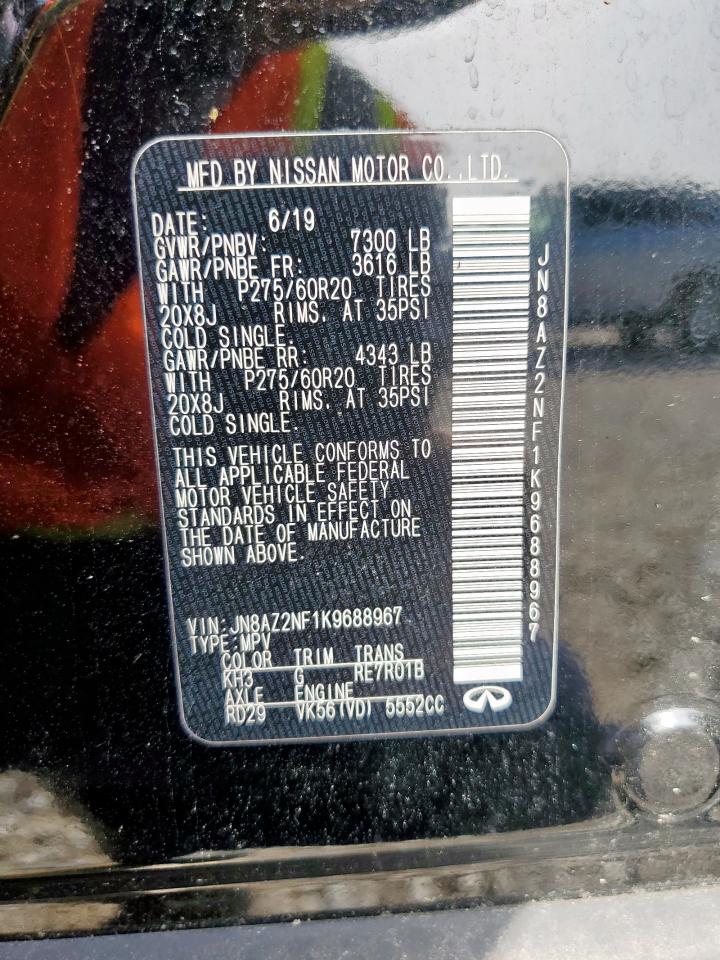 MFD BY NISSAN MOTOR CO.,LTD.
DATE: 6/19
GVWR/PNBV: 7300 LB
GAWR/PNBE FR: 3616 LB
WITH P275/60R20 TIRES
20X8J RIMS. AT 35PSI
COLD SINGLE.
GAWR/PNBE RR: 4343 LB
WITH P275/60R20 TIRES
20X8J RIMS. AT 35PSI
COLD SINGLE.
THIS VEHICLE CONFORMS TO
ALL APPLICABLE FEDERAL
MOTOR VEHICLE SAFETY
STANDARDS IN EFFECT ON
THE DATE OF MANUFACTURE
SHOWN ABOVE.
VIN:JN8AZ2NF1K9688967
TYPE:MPV
COLOR TRIM TRANS
KH3 G RE7R01B
AXLE ENGINE
RD29 VK56(VD) 5552CC
JN8AZ2NF1K9688967